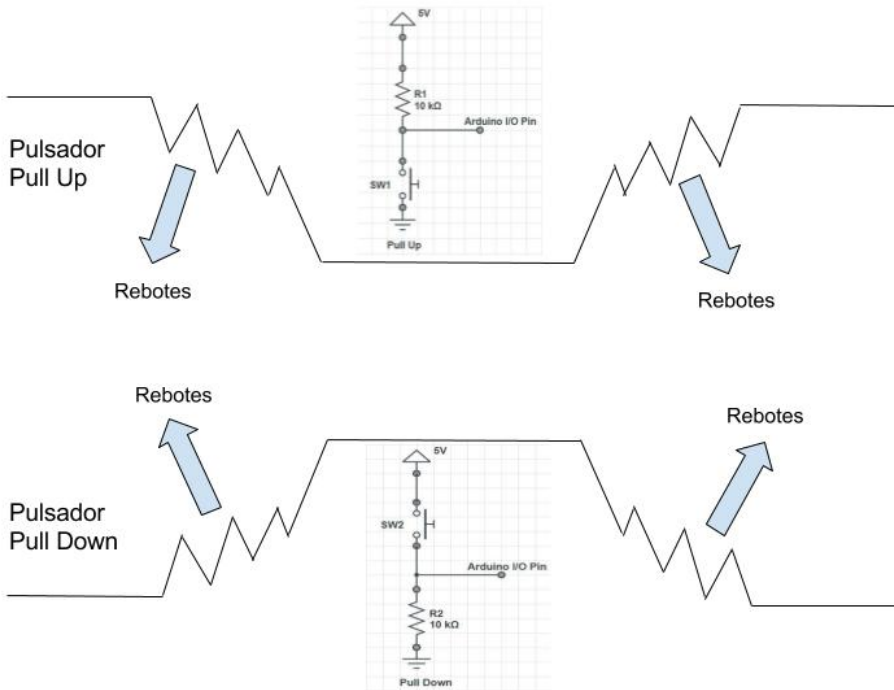 5V
R1
10 kΩ
Arduino I/O Pin
SW1
Pull Up
Pulsador
Pull Up
Rebotes
Rebotes
Rebotes
Rebotes
Pulsador
Pull Down
5V
SW2
Arduino I/O Pin
R2
10 kΩ
Pull Down